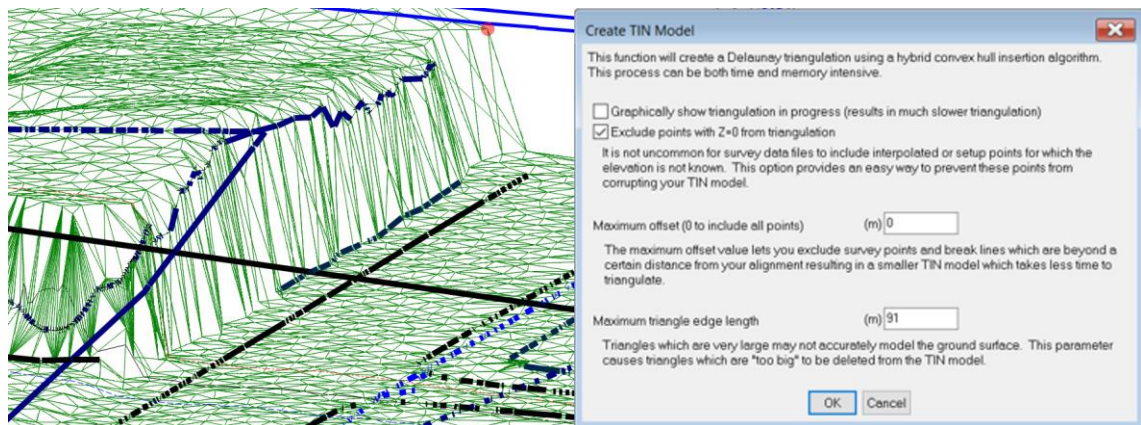 Create TIN Model
This function will create a Delaunay triangulation using a hybrid convex hull insertion algorithm.
This process can be both time and memory intensive.
Graphically show triangulation in progress (results in much slower triangulation)
Exclude points with Z=0 from triangulation
It is not uncommon for survey data files to include interpolated or setup points for which the
elevation is not known. This option provides an easy way to prevent these points from
corrupting your TIN model.
Maximum offset (0 to include all points) (m) 0
The maximum offset value lets you exclude survey points and break lines which are beyond a
certain distance from your alignment resulting in a smaller TIN model which takes less time to
triangulate.
Maximum triangle edge length (m) 91
Triangles which are very large may not accurately model the ground surface. This parameter
causes triangles which are "too big" to be deleted from the TIN model.
OK Cancel